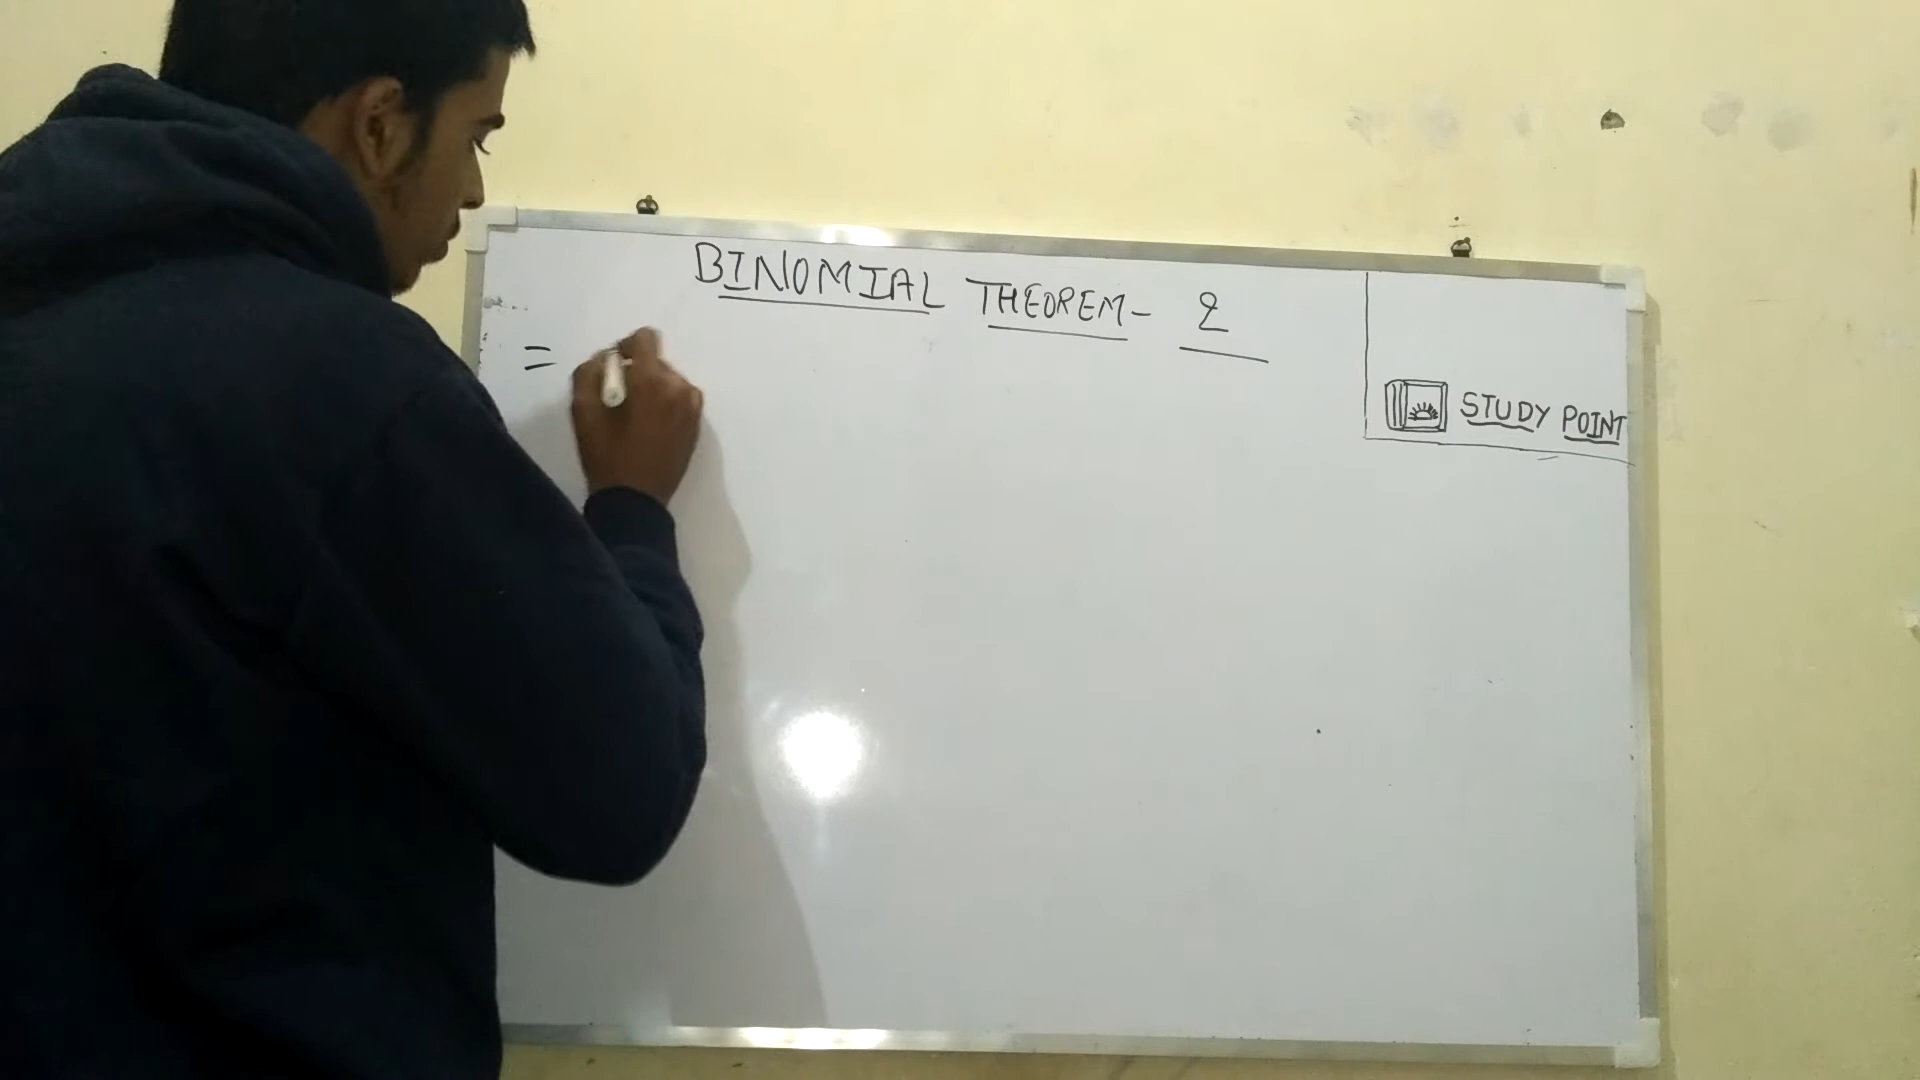 BINOMIAL THEOREM- 2
=
STUDY POINT